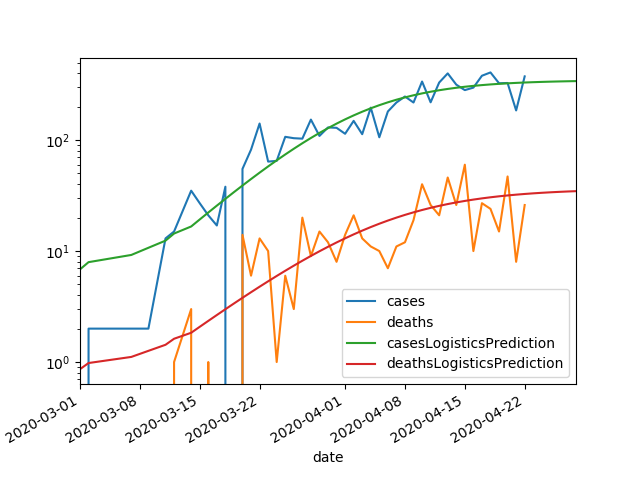 10²
10¹
10⁰
cases
deaths
casesLogisticsPrediction
deathsLogisticsPrediction
2020-03-01
2020-03-08
2020-03-15
2020-03-22
2020-04-01
2020-04-08
2020-04-15
2020-04-22
date